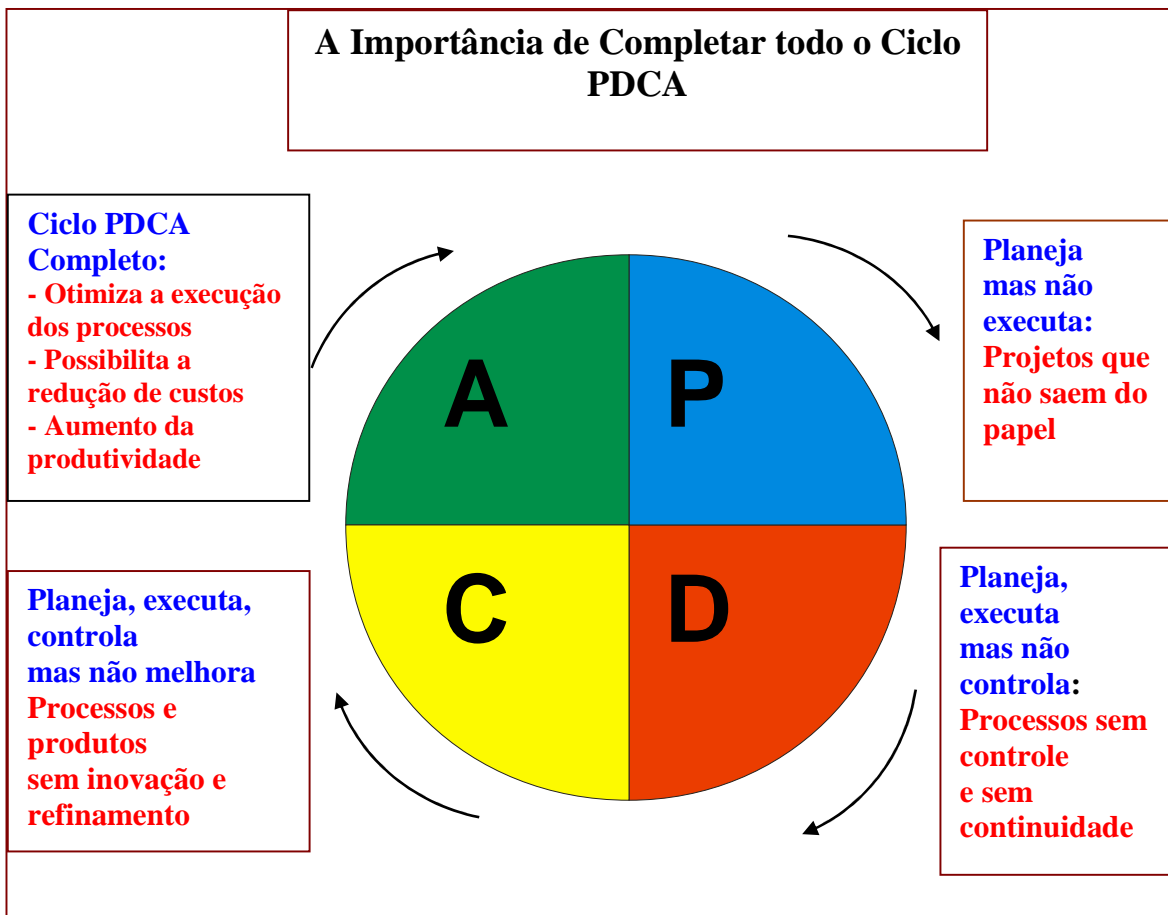 A Importância de Completar todo o Ciclo
PDCA
Ciclo PDCA
Completo:
- Otimiza a execução
dos processos
- Possibilita a
redução de custos
- Aumento da
produtividade
A
P
Planeja
mas não
executa:
Projetos que
não saem do
papel
Planeja, executa,
controla
mas não melhora
Processos e
produtos
sem inovação e
refinamento
C
D
Planeja,
executa
mas não
controla:
Processos sem
controle
e sem
continuidade